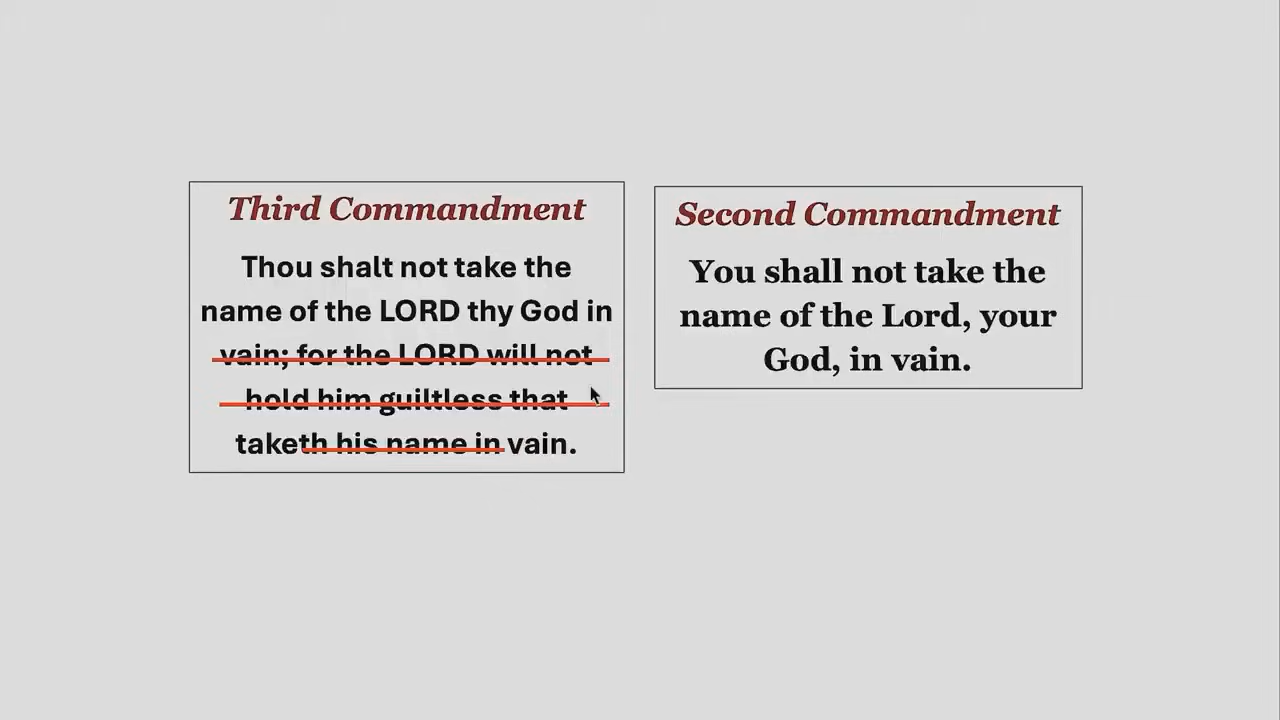 Third Commandment
Thou shalt not take the
name of the LORD thy God in
vain; for the LORD will not
hold him guiltless that
taketh his name in vain.
Second Commandment
You shall not take the
name of the Lord, your
God, in vain.